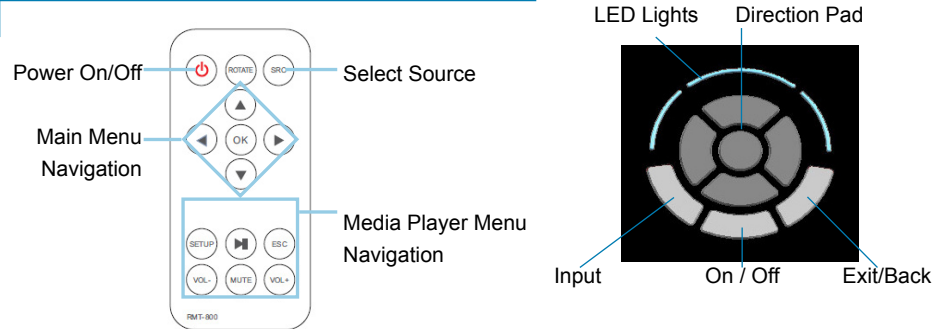 LED Lights Direction Pad
Power On/Off
ROTATE SRC
Select Source
Main Menu
Navigation
OK
Media Player Menu
Navigation
SETUP ESC
VOL- MUTE VOL+
Input On / Off Exit/Back
RMT-800